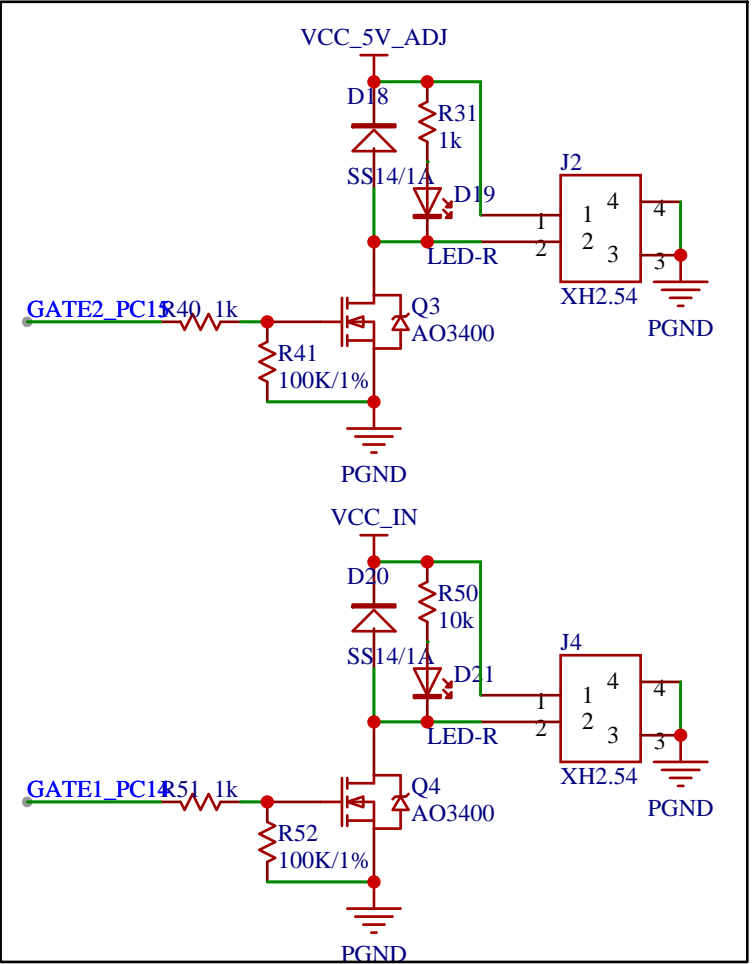 VCC_5V_ADJ
D18
R31
1k
SS14/1A
D19
LED-R
J2
1 1 4 4
2 2 3 3
XH2.54
PGND
GATE2_PC15
R40 1k
Q3
AO3400
R41
100K/1%
PGND
VCC_IN
D20
R50
10k
SS14/1A
D21
LED-R
J4
1 1 4 4
2 2 3 3
XH2.54
PGND
GATE1_PC14
R51 1k
Q4
AO3400
R52
100K/1%
PGND